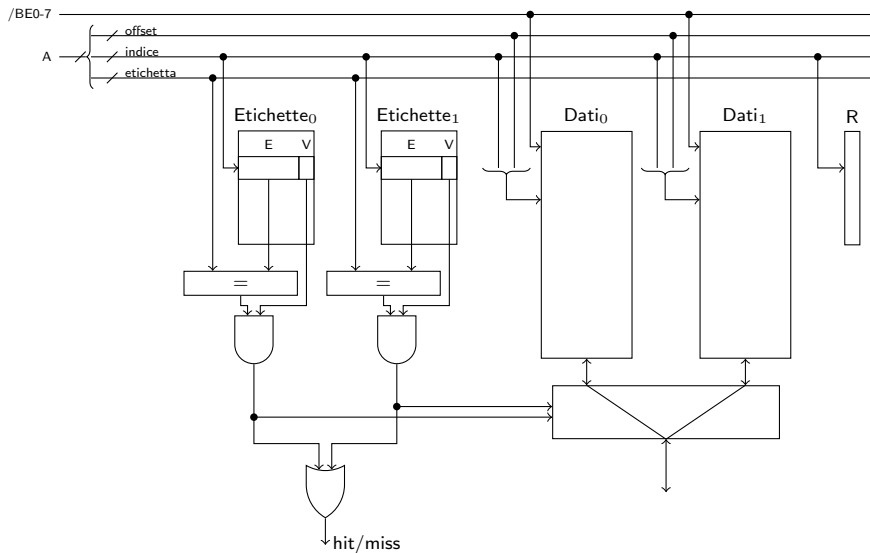 /BE0-7
offset
A
indice
etichetta
Etichette₀ Etichette₁ Dati₀ Dati₁ R
E V E V
= =
hit/miss